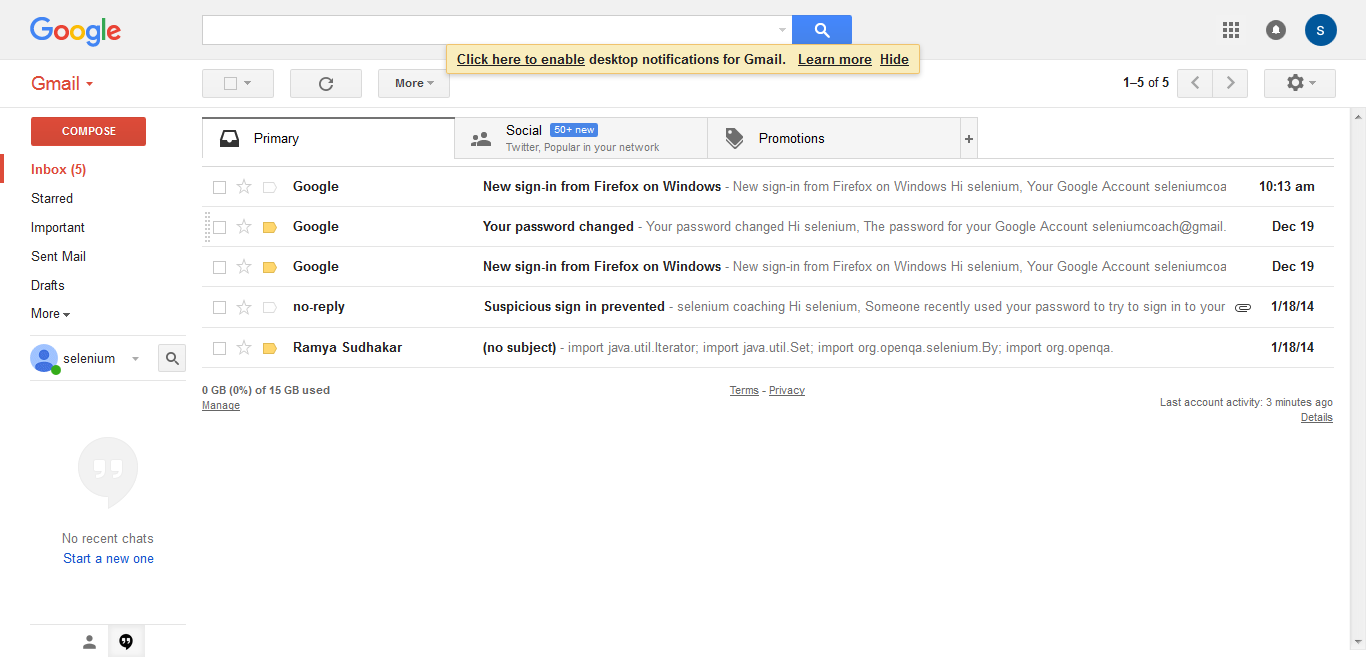 Google
S
Click here to enable desktop notifications for Gmail. Learn more Hide
Gmail
More
1–5 of 5
COMPOSE
Inbox (5)
Starred
Important
Sent Mail
Drafts
More
selenium
No recent chats
Start a new one
Primary
Social 50+ new
Twitter, Popular in your network
Promotions
+
Google New sign-in from Firefox on Windows - New sign-in from Firefox on Windows Hi selenium, Your Google Account seleniumcoa 10:13 am
Google Your password changed - Your password changed Hi selenium, The password for your Google Account seleniumcoach@gmail. Dec 19
Google New sign-in from Firefox on Windows - New sign-in from Firefox on Windows Hi selenium, Your Google Account seleniumcoa Dec 19
no-reply Suspicious sign in prevented - selenium coaching Hi selenium, Someone recently used your password to try to sign in to your 1/18/14
Ramya Sudhakar (no subject) - import java.util.Iterator; import java.util.Set; import org.openqa.selenium.By; import org.openqa. 1/18/14
0 GB (0%) of 15 GB used
Manage
Terms - Privacy
Last account activity: 3 minutes ago
Details